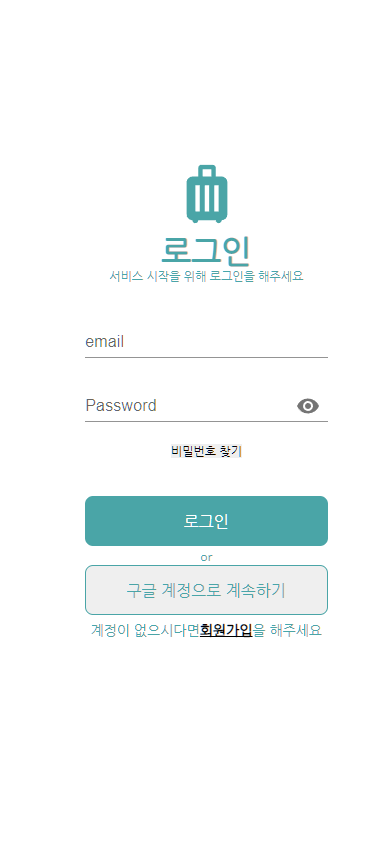 로그인
서비스 시작을 위해 로그인을 해주세요
email
Password
비밀번호 찾기
로그인
or
구글 계정으로 계속하기
계정이 없으시다면회원가입을 해주세요